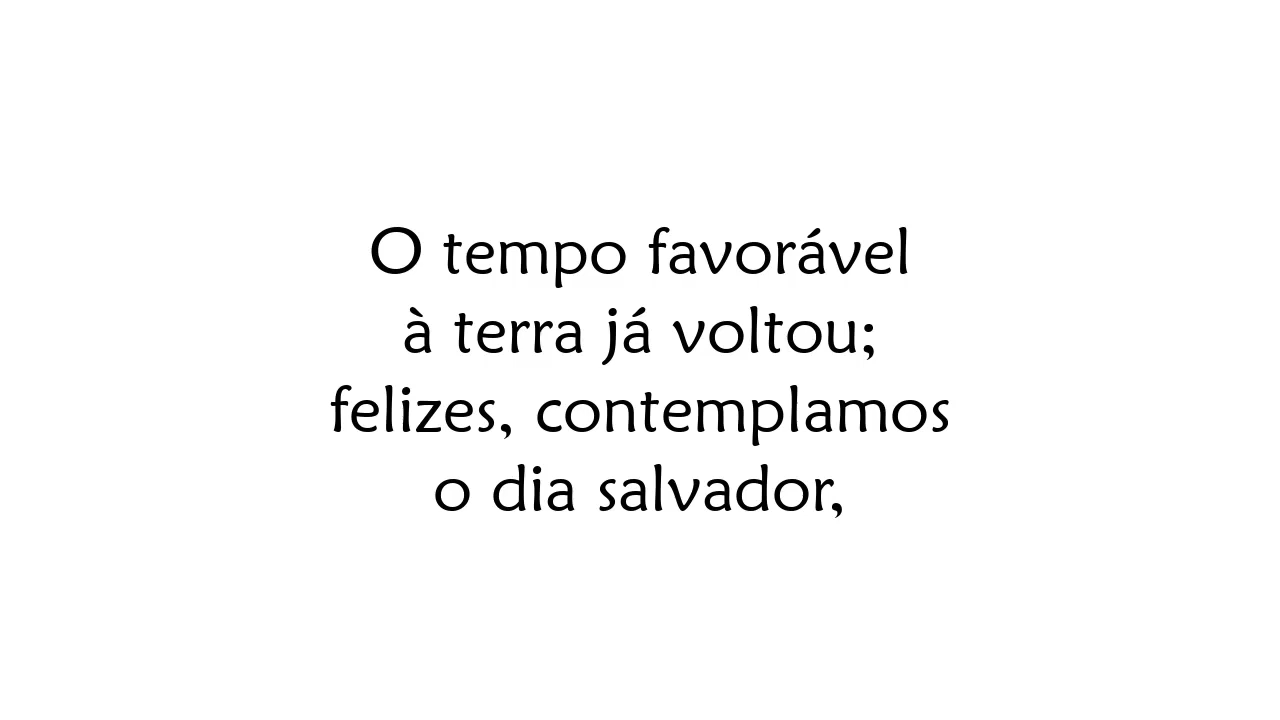 O tempo favorável
à terra já voltou;
felizes, contemplamos
o dia salvador,